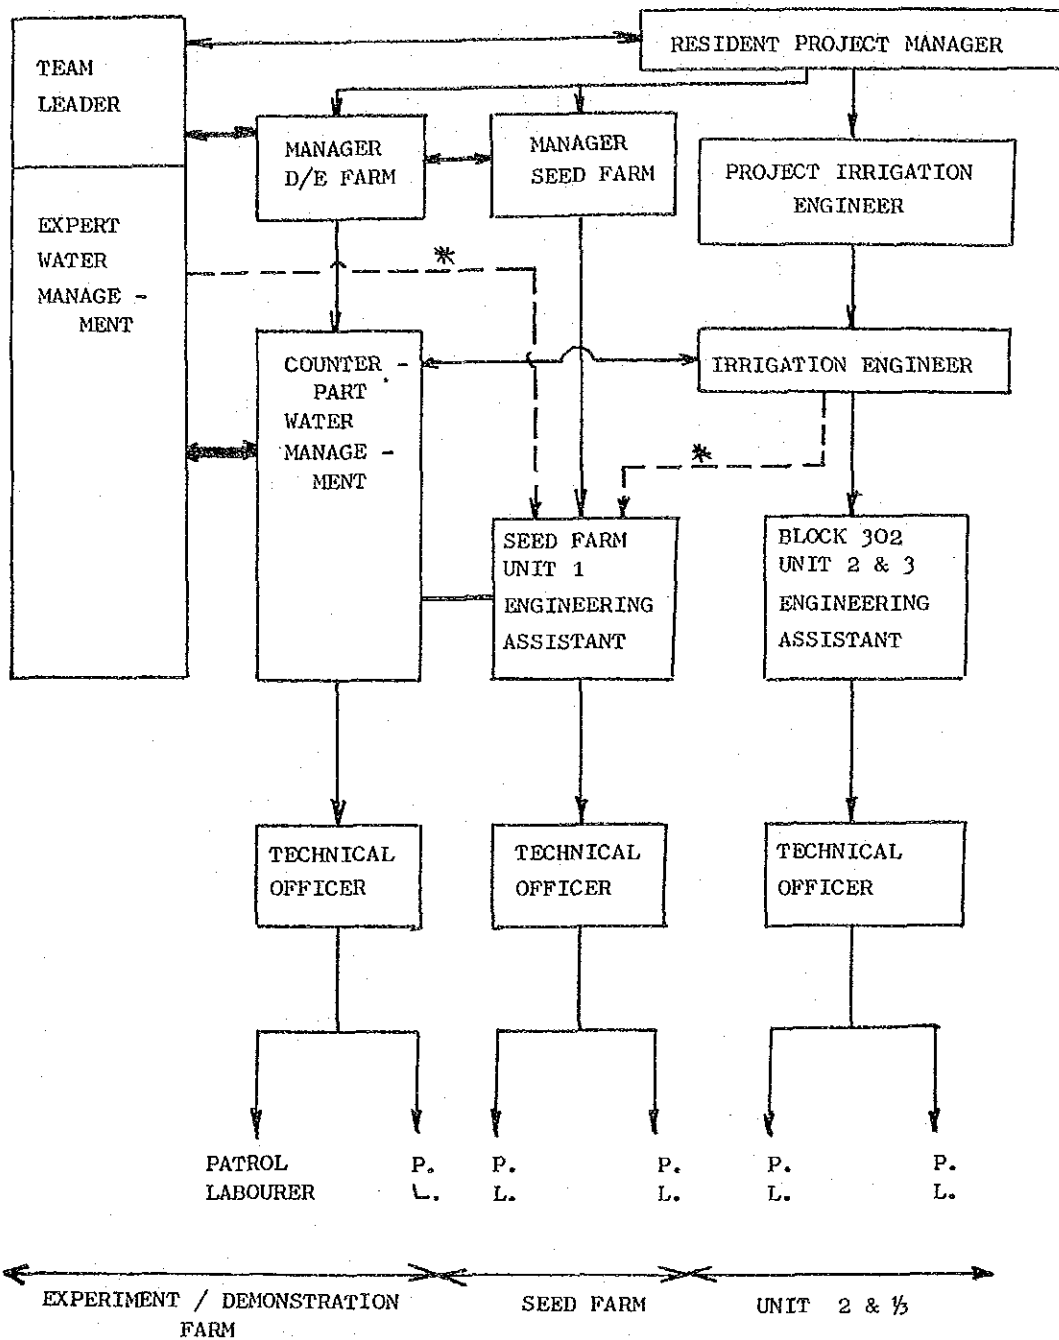 RESIDENT PROJECT MANAGER
TEAM
LEADER
MANAGER
D/E FARM
MANAGER
SEED FARM
PROJECT IRRIGATION
ENGINEER
EXPERT
WATER
MANAGE -
MENT
*
COUNTER -
PART
WATER
MANAGE -
MENT
IRRIGATION ENGINEER
*
SEED FARM
UNIT 1
ENGINEERING
ASSISTANT
BLOCK 302
UNIT 2 & 3
ENGINEERING
ASSISTANT
TECHNICAL
OFFICER
TECHNICAL
OFFICER
TECHNICAL
OFFICER
PATROL
LABOURER
P.
L.
P.
L.
P.
L.
P.
L.
P.
L.
EXPERIMENT / DEMONSTRATION
FARM
SEED FARM
UNIT 2 & ⅓